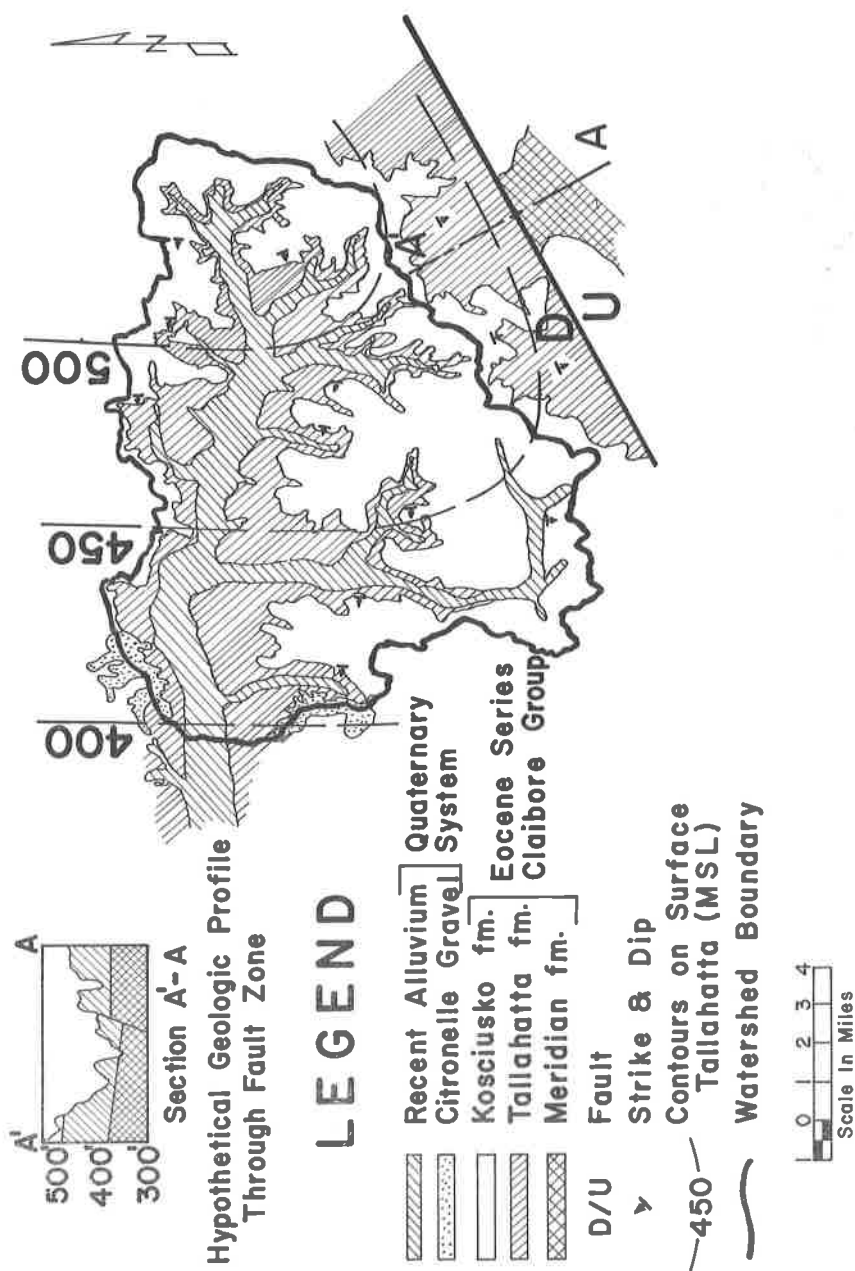 N
500
450
400
D
U
A'
A
A' A
500'
400'
300'
Section A'-A
Hypothetical Geologic Profile
Through Fault Zone
LEGEND
Recent Alluvium
Citronelle Gravel
Quaternary
System
Kosciusko fm.
Tallahatta fm.
Meridian fm.
Eocene Series
Claibore Group
D/U Fault
Strike & Dip
450 Contours on Surface
Tallahatta (MSL)
Watershed Boundary
1 0 1 2 3 4
Scale In Miles